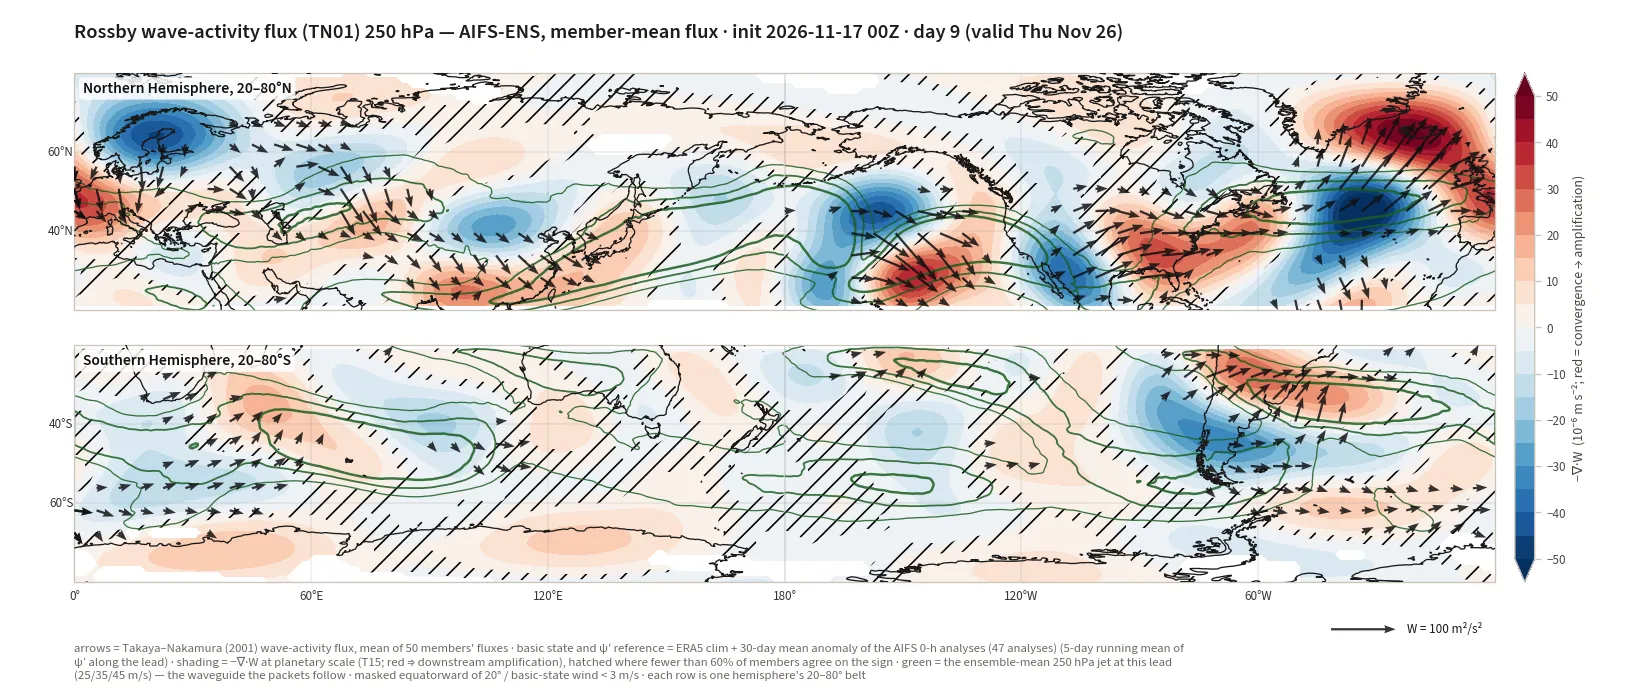 Rossby wave-activity flux (TN01) 250 hPa — AIFS-ENS, member-mean flux · init 2026-11-17 00Z · day 9 (valid Thu Nov 26)
Northern Hemisphere, 20–80°N
60°N
40°N
Southern Hemisphere, 20–80°S
40°S
60°S
0°
60°E
120°E
180°
120°W
60°W
50
40
30
20
10
0
−10
−20
−30
−40
−50
−∇·W (10⁻⁶ m s⁻²; red = convergence → amplification)
W = 100 m²/s²
arrows = Takaya–Nakamura (2001) wave-activity flux, mean of 50 members' fluxes · basic state and ψ' reference = ERA5 clim + 30-day mean anomaly of the AIFS 0-h analyses (47 analyses) (5-day running mean of
ψ' along the lead) · shading = −∇·W at planetary scale (T15; red ⇒ downstream amplification), hatched where fewer than 60% of members agree on the sign · green = the ensemble-mean 250 hPa jet at this lead
(25/35/45 m/s) — the waveguide the packets follow · masked equatorward of 20° / basic-state wind < 3 m/s · each row is one hemisphere's 20–80° belt